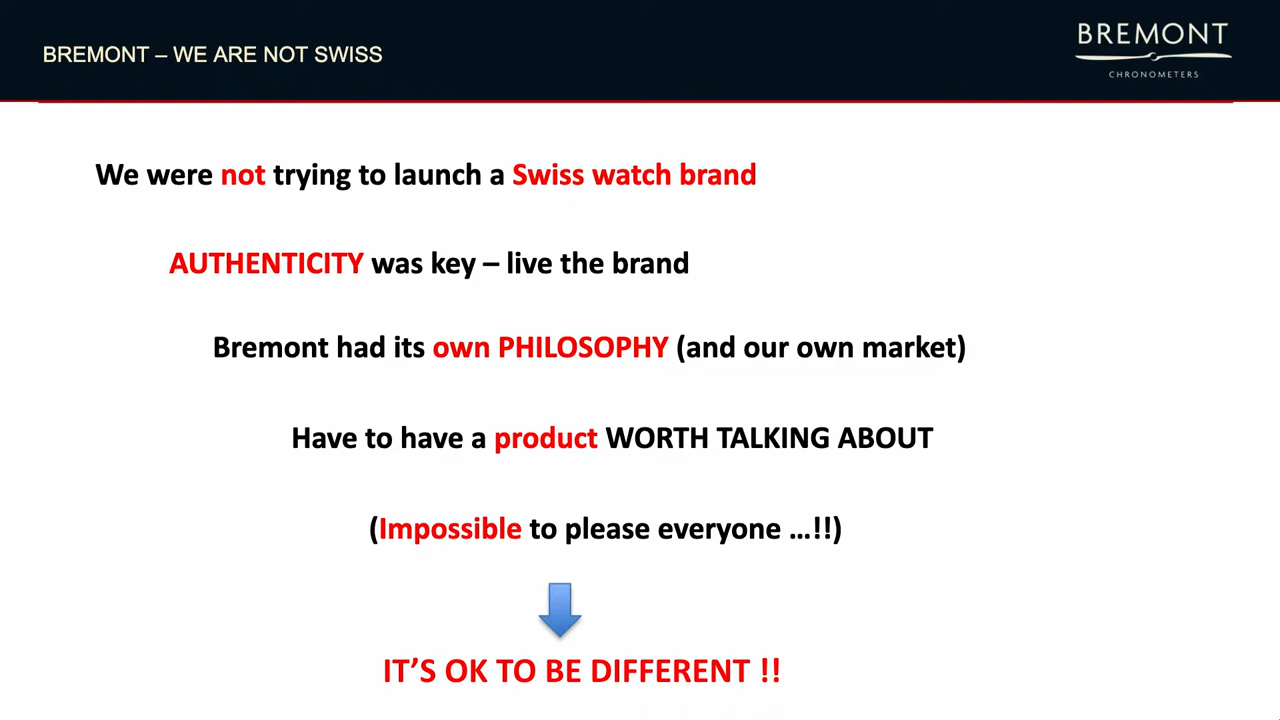 BREMONT – WE ARE NOT SWISS
BREMONT
CHRONOMETERS
We were not trying to launch a Swiss watch brand
AUTHENTICITY was key – live the brand
Bremont had its own PHILOSOPHY (and our own market)
Have to have a product WORTH TALKING ABOUT
(Impossible to please everyone …!!)
IT’S OK TO BE DIFFERENT !!